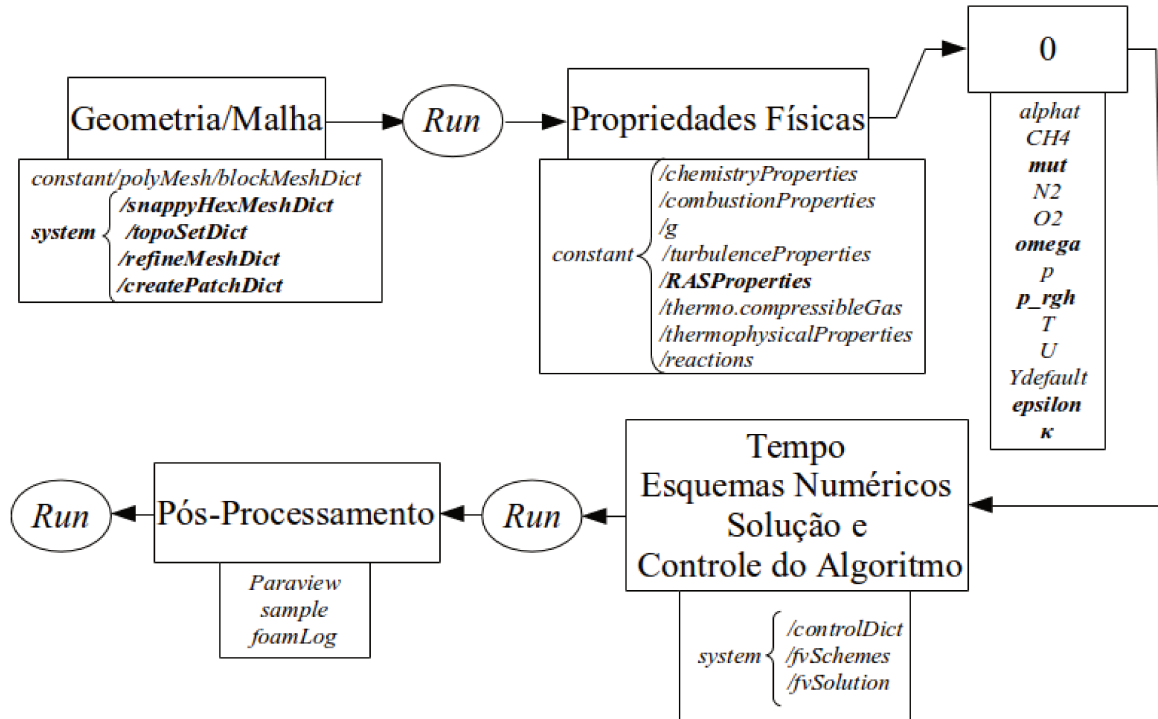 Geometria/Malha
constant/polyMesh/blockMeshDict
system
/snappyHexMeshDict
/topoSetDict
/refineMeshDict
/createPatchDict
Run
Propriedades Físicas
constant
/chemistryProperties
/combustionProperties
/g
/turbulenceProperties
/RASProperties
/thermo.compressibleGas
/thermophysicalProperties
/reactions
0
alphat
CH4
mut
N2
O2
omega
p
p_rgh
T
U
Ydefault
epsilon
κ
Tempo
Esquemas Numéricos
Solução e
Controle do Algoritmo
system
/controlDict
/fvSchemes
/fvSolution
Run
Pós-Processamento
Paraview
sample
foamLog
Run